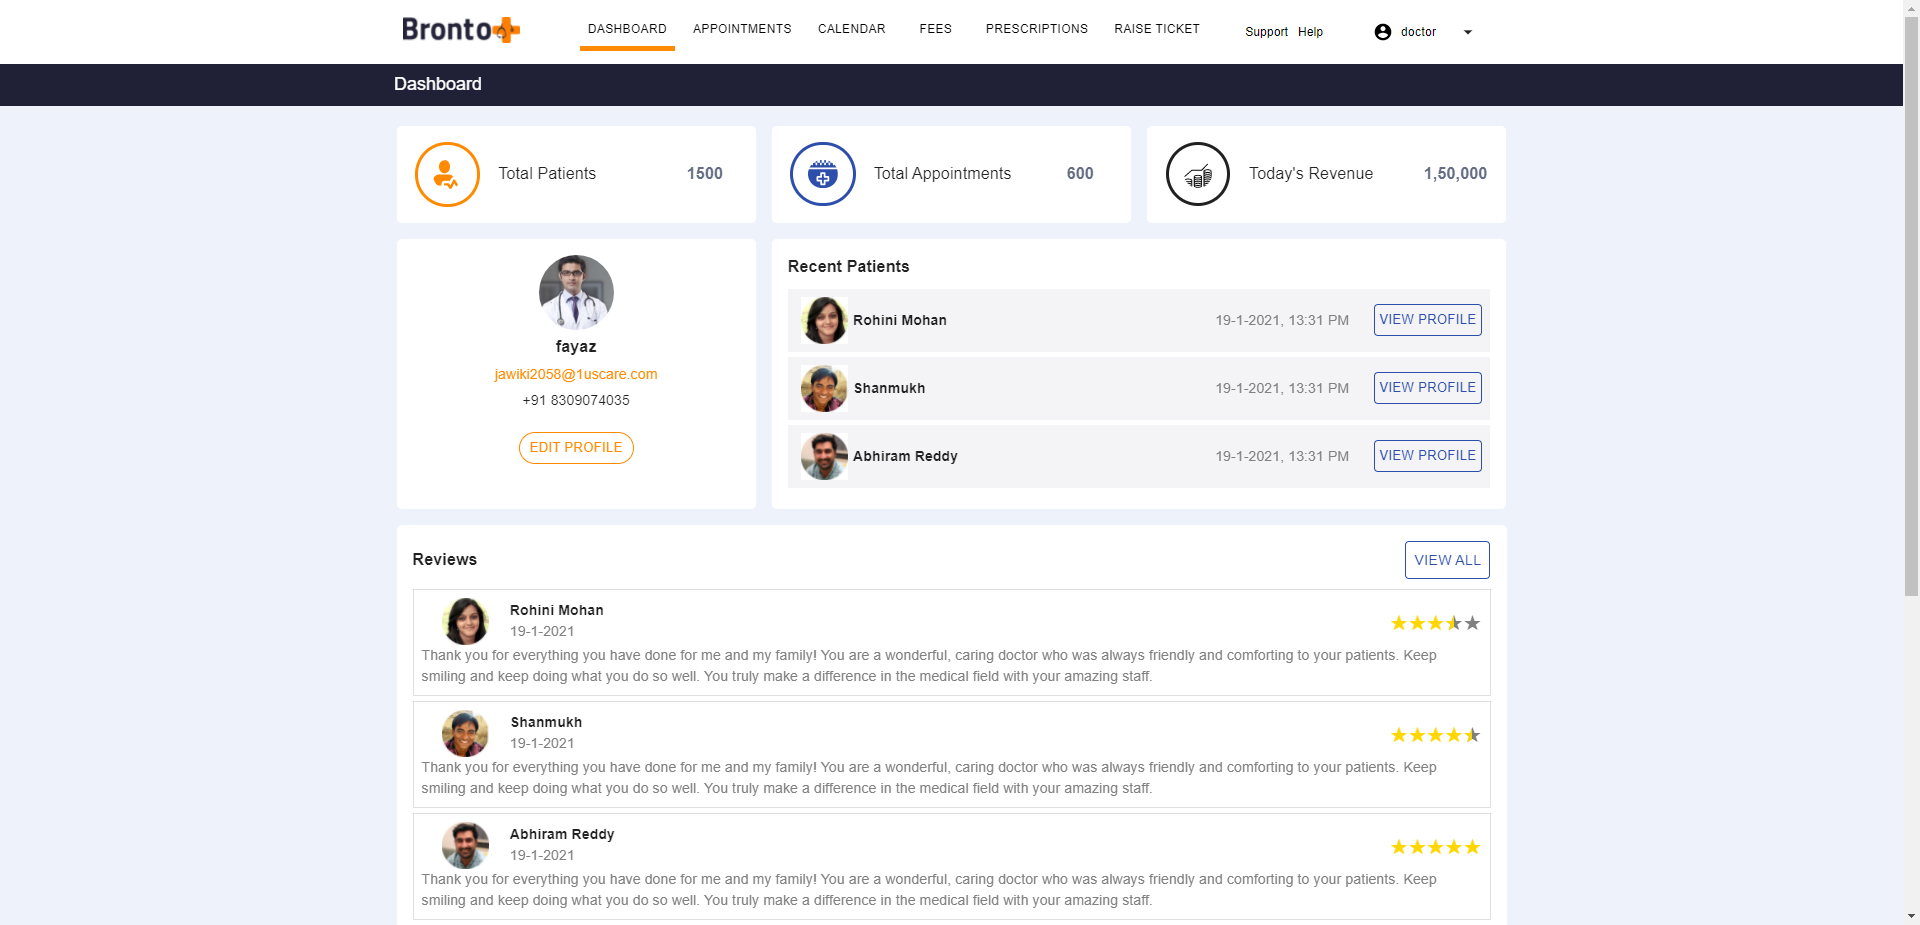 Bronto
DASHBOARD APPOINTMENTS CALENDAR FEES PRESCRIPTIONS RAISE TICKET Support Help doctor
Dashboard
Total Patients 1500
Total Appointments 600
Today's Revenue 1,50,000
fayaz
jawiki2058@1uscare.com
+91 8309074035
EDIT PROFILE
Recent Patients
Rohini Mohan 19-1-2021, 13:31 PM VIEW PROFILE
Shanmukh 19-1-2021, 13:31 PM VIEW PROFILE
Abhiram Reddy 19-1-2021, 13:31 PM VIEW PROFILE
Reviews VIEW ALL
Rohini Mohan
19-1-2021
Thank you for everything you have done for me and my family! You are a wonderful, caring doctor who was always friendly and comforting to your patients. Keep
smiling and keep doing what you do so well. You truly make a difference in the medical field with your amazing staff.
Shanmukh
19-1-2021
Thank you for everything you have done for me and my family! You are a wonderful, caring doctor who was always friendly and comforting to your patients. Keep
smiling and keep doing what you do so well. You truly make a difference in the medical field with your amazing staff.
Abhiram Reddy
19-1-2021
Thank you for everything you have done for me and my family! You are a wonderful, caring doctor who was always friendly and comforting to your patients. Keep
smiling and keep doing what you do so well. You truly make a difference in the medical field with your amazing staff.